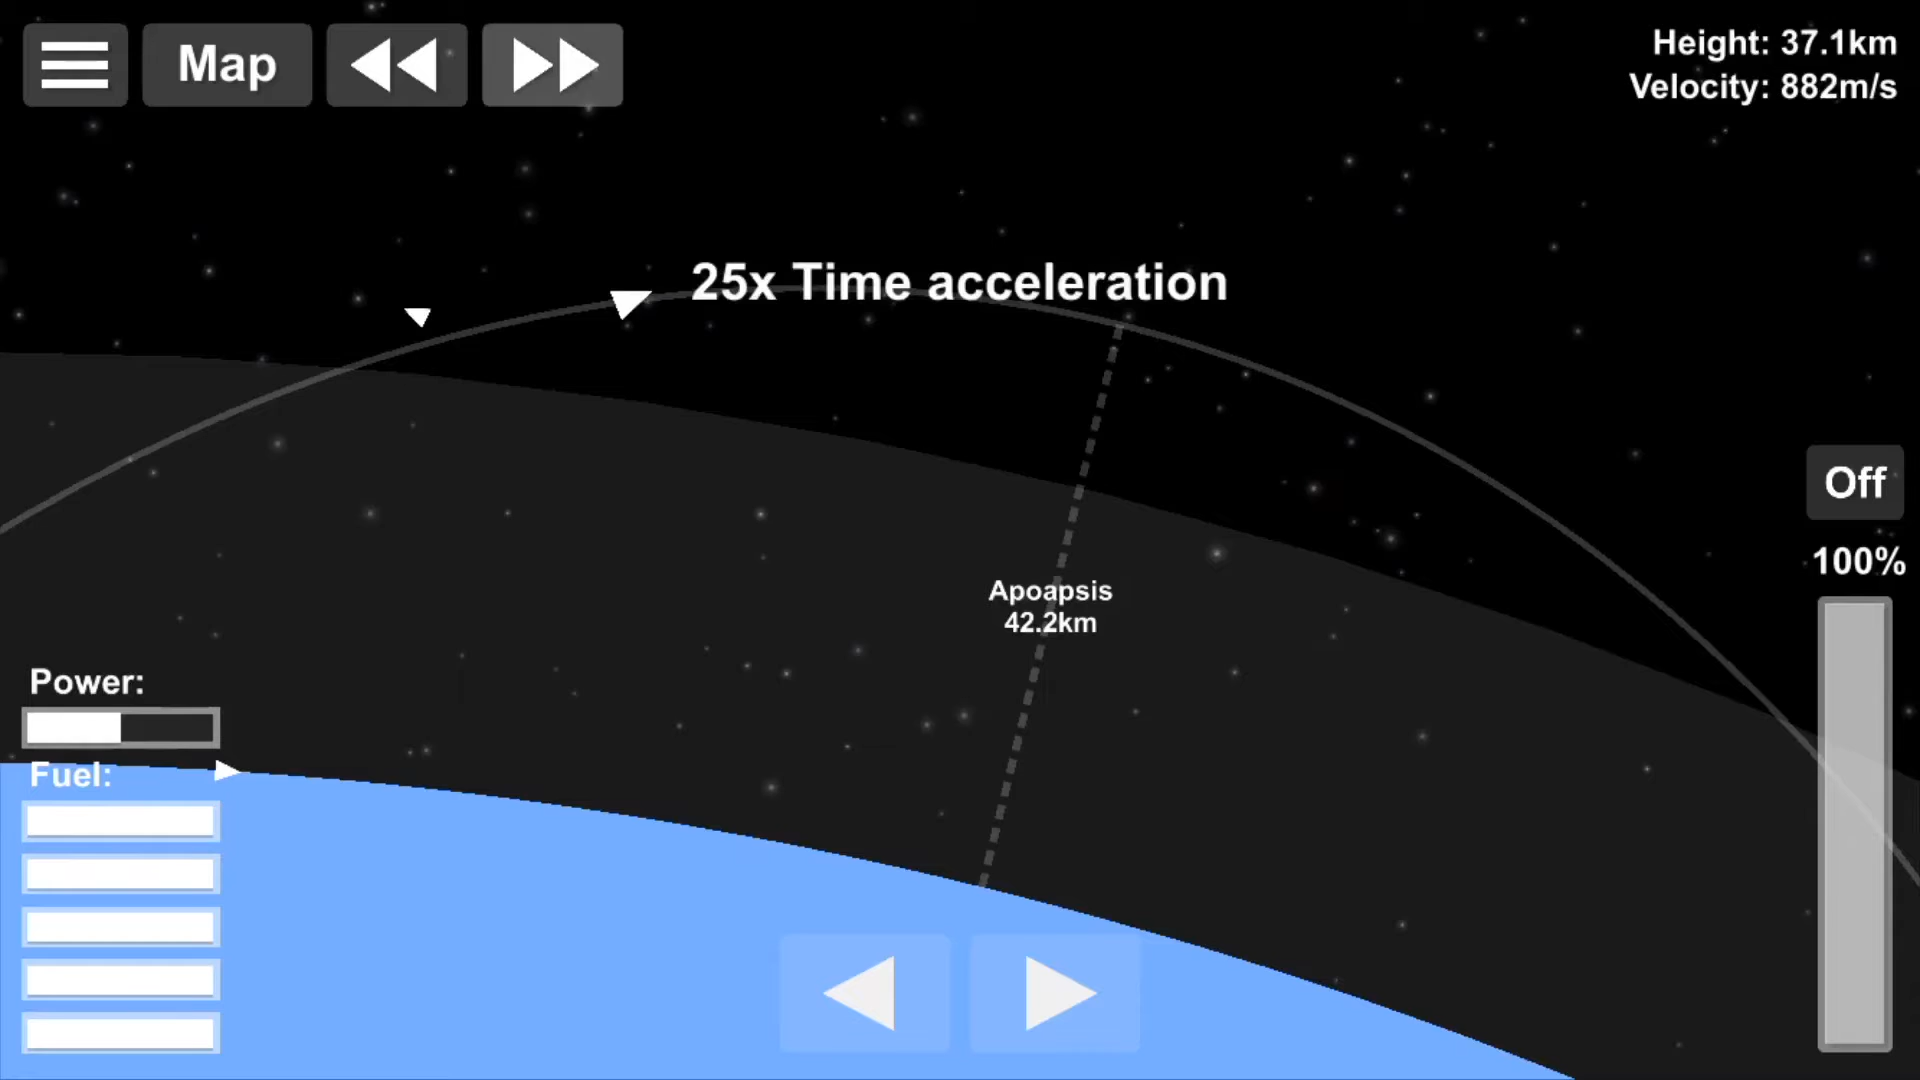 Map
Height: 37.1km
Velocity: 882m/s
25x Time acceleration
Off
100%
Apoapsis
42.2km
Power:
Fuel: